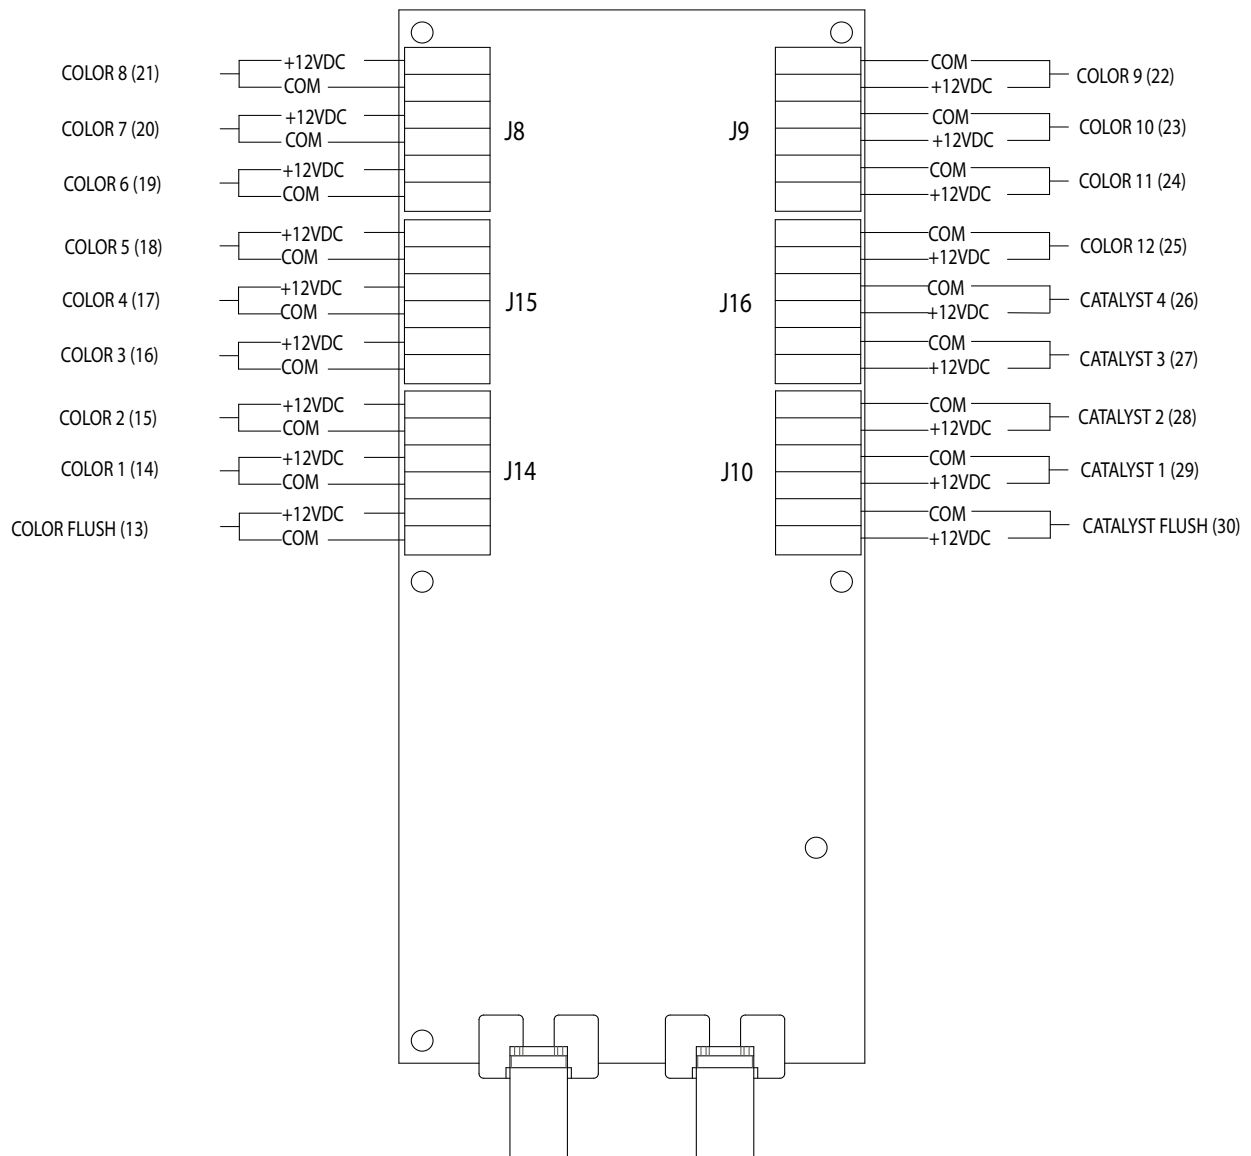 COLOR 8 (21) +12VDC COM
COLOR 7 (20) +12VDC COM
COLOR 6 (19) +12VDC COM
J8
COLOR 5 (18) +12VDC COM
COLOR 4 (17) +12VDC COM
COLOR 3 (16) +12VDC COM
J15
COLOR 2 (15) +12VDC COM
COLOR 1 (14) +12VDC COM
COLOR FLUSH (13) +12VDC COM
J14
J9
COM +12VDC COLOR 9 (22)
COM +12VDC COLOR 10 (23)
COM +12VDC COLOR 11 (24)
J16
COM +12VDC COLOR 12 (25)
COM +12VDC CATALYST 4 (26)
COM +12VDC CATALYST 3 (27)
J10
COM +12VDC CATALYST 2 (28)
COM +12VDC CATALYST 1 (29)
COM +12VDC CATALYST FLUSH (30)